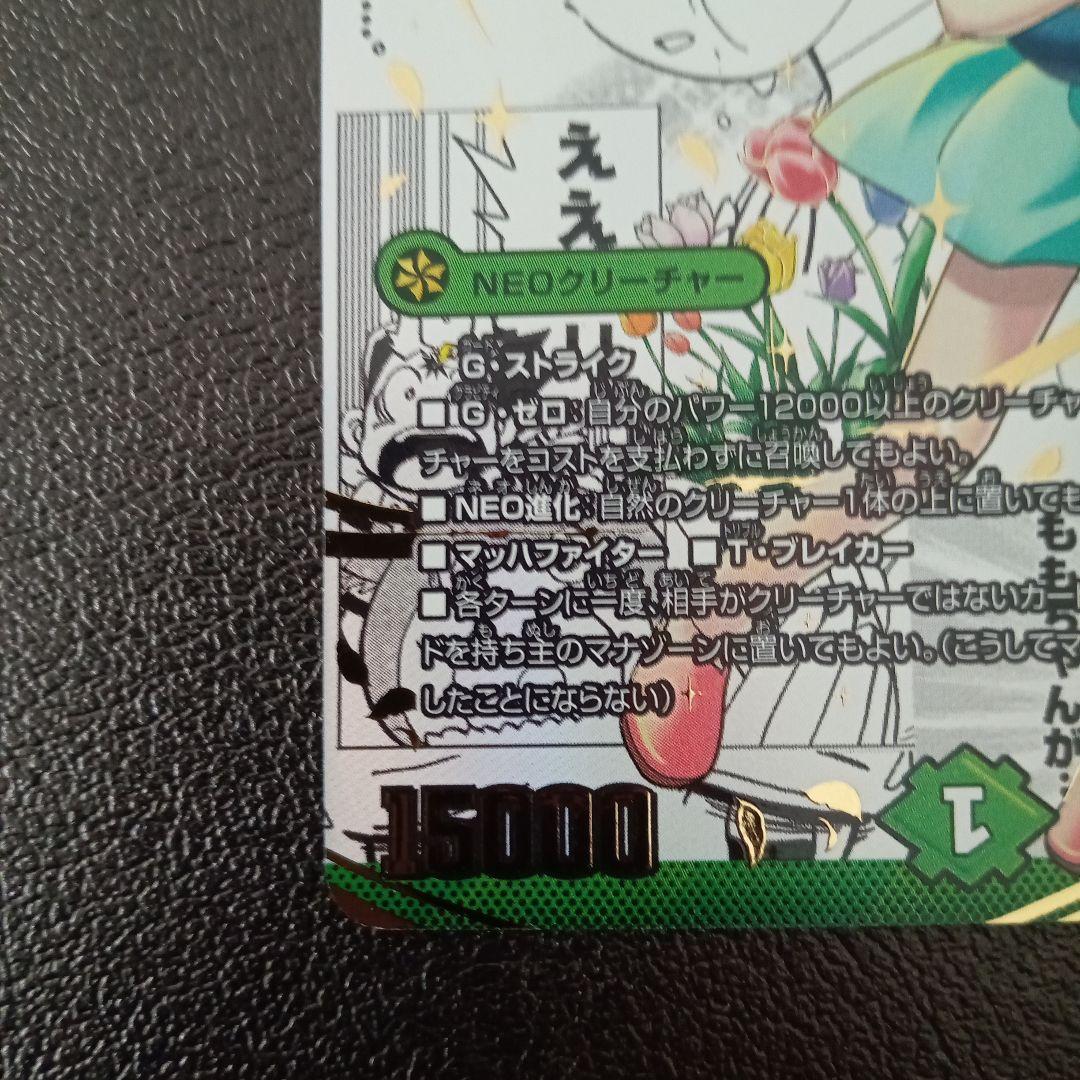 ええ
NEOクリーチャー
G・ストライク
■G・ゼロ：自分のパワー12000以上のクリーチャ
チャーをコストを支払わずに召喚してもよい。
■NEO進化：自然のクリーチャー1体の上に置いても
■マッハファイター ■T・ブレイカー
■各ターンに一度、相手がクリーチャーではないカー
ドを持ち主のマナゾーンに置いてもよい。（こうしてマ
したことにならない）
ももちゃんが…
15000
1